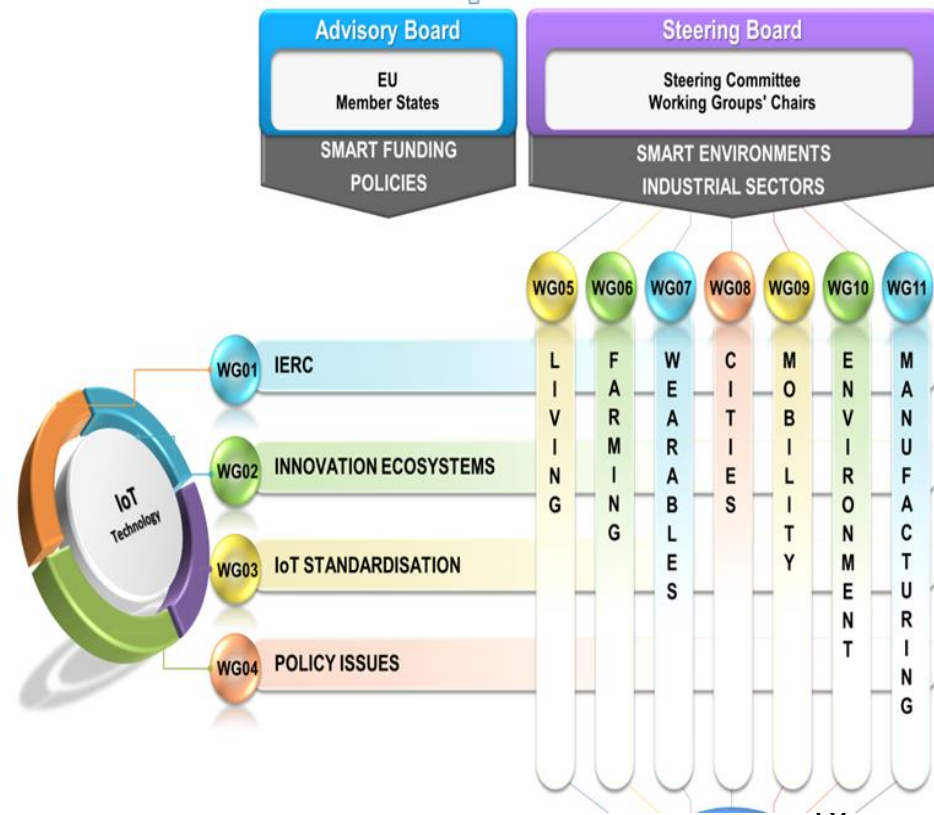 Advisory Board
EU
Member States
SMART FUNDING
POLICIES
Steering Board
Steering Committee
Working Groups' Chairs
SMART ENVIRONMENTS
INDUSTRIAL SECTORS
WG05
WG06
WG07
WG08
WG09
WG10
WG11
LIVING
FARMING
WEARABLES
CITIES
MOBILITY
ENVIRONMENT
MANUFACTURING
IoT
Technology
WG01 IERC
WG02 INNOVATION ECOSYSTEMS
WG03 IoT STANDARDISATION
WG04 POLICY ISSUES